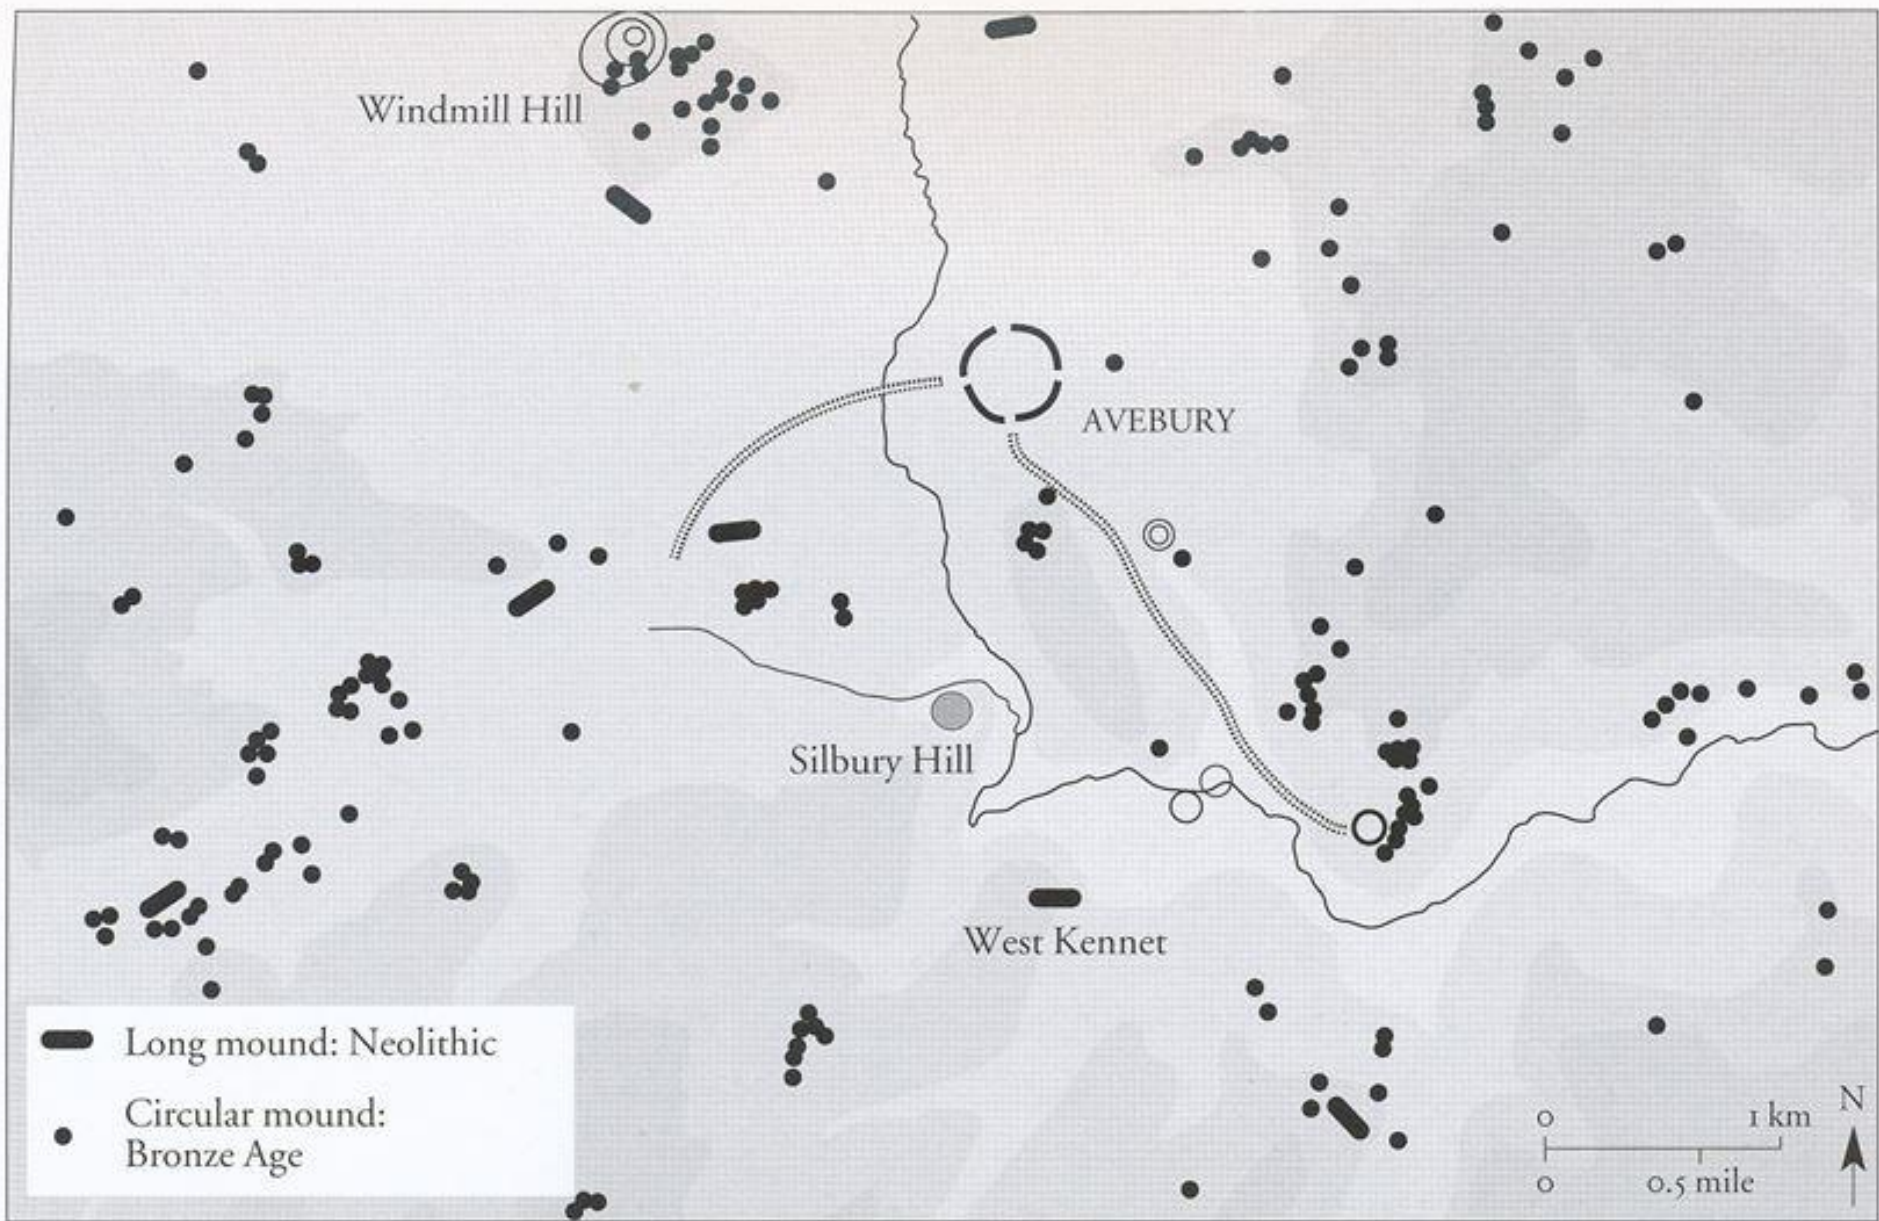 Windmill Hill
AVEBURY
Silbury Hill
West Kennet
Long mound: Neolithic
Circular mound:
Bronze Age
0 1 km
0 0.5 mile
N